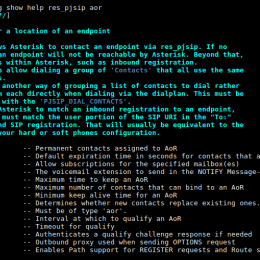 g show help res_pjsip aor
"/]
r a location of an endpoint
ws Asterisk to contact an endpoint via res_pjsip. If no
an endpoint will not be reachable by Asterisk. Beyond that,
s within Asterisk, such as inbound registration.
o allow dialing a group of 'Contacts' that all use the same
s.
another way of grouping a list of contacts to dial rather
m each directly when dialing via the dialplan. This must be
with the 'PJSIP_DIAL_CONTACTS'.
Asterisk to match an inbound registration to an endpoint,
must match the user portion of the SIP URI in the "To:"
nd SIP registration. That will usually be equivalent to the
your hard or soft phones configuration.
-- Permanent contacts assigned to AoR
-- Default expiration time in seconds for contacts that a
-- Allow subscriptions for the specified mailbox(es)
-- The voicemail extension to send in the NOTIFY Message-
-- Maximum time to keep an AoR
-- Maximum number of contacts that can bind to an AoR
-- Minimum keep alive time for an AoR
-- Determines whether new contacts replace existing ones.
-- Must be of type 'aor'.
-- Interval at which to qualify an AoR
-- Timeout for qualify
-- Authenticates a qualify challenge response if needed
-- Outbound proxy used when sending OPTIONS request
-- Enables Path support for REGISTER requests and Route s